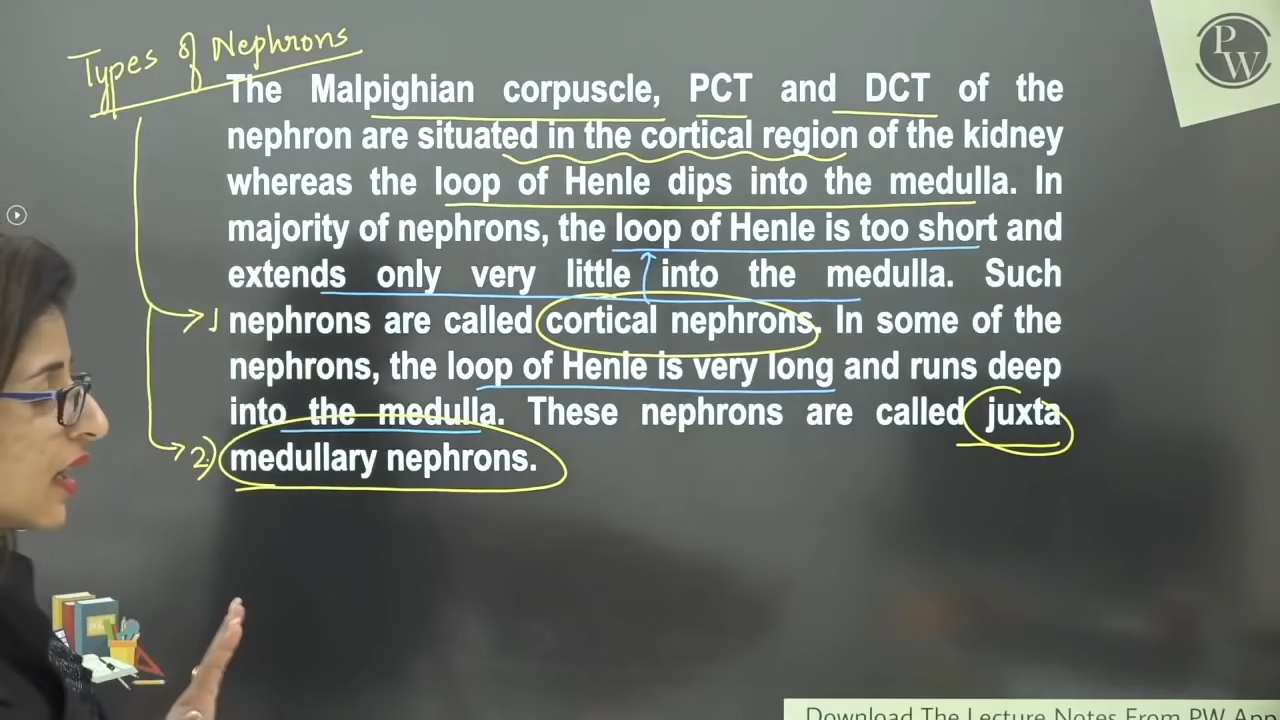 Types of Nephrons
The Malpighian corpuscle, PCT and DCT of the
nephron are situated in the cortical region of the kidney
whereas the loop of Henle dips into the medulla. In
majority of nephrons, the loop of Henle is too short and
extends only very little into the medulla. Such
1 nephrons are called cortical nephrons. In some of the
nephrons, the loop of Henle is very long and runs deep
into the medulla. These nephrons are called juxta
2) medullary nephrons.
PW
Download The Lecture Notes From PW App